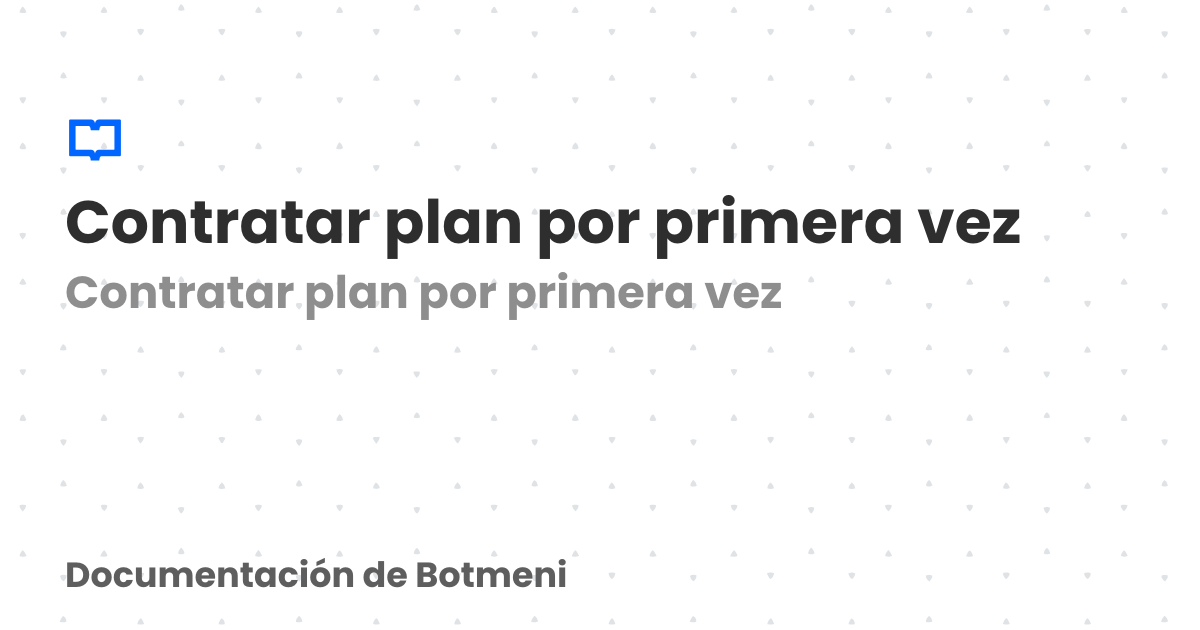 Contratar plan por primera vez
Contratar plan por primera vez
Documentación de Botmeni